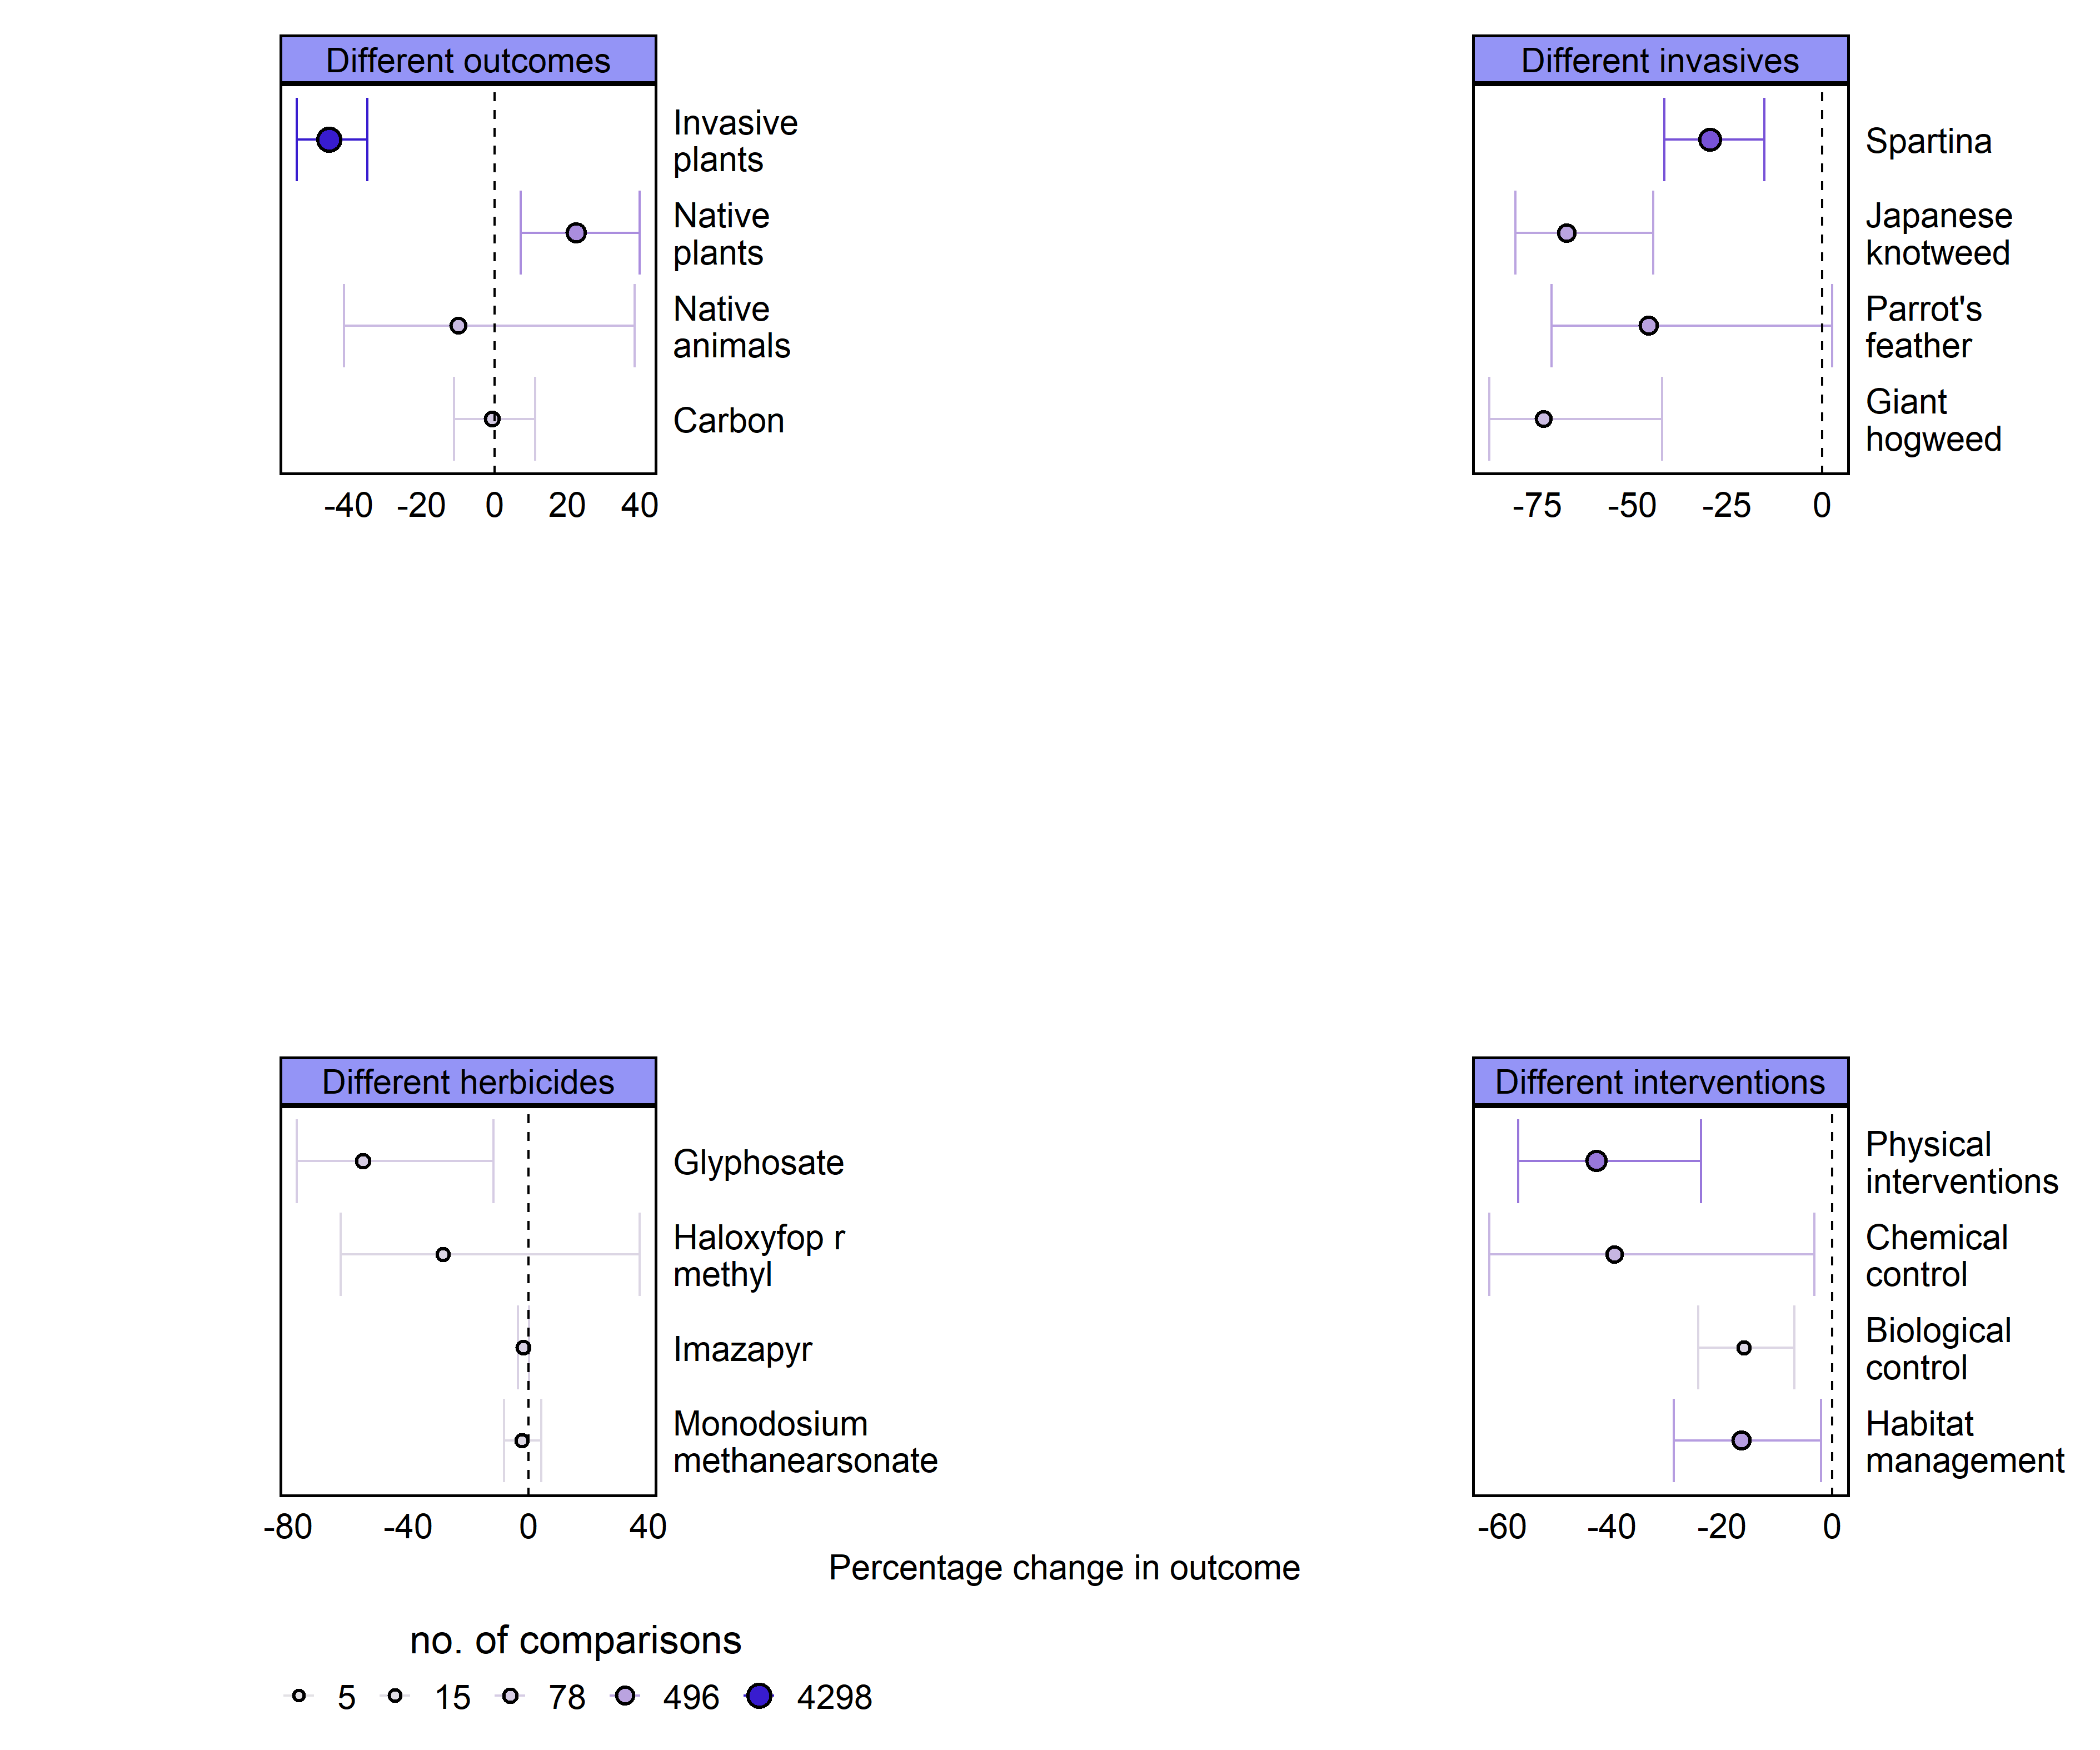 Different outcomes
Invasive
plants
Native
plants
Native
animals
Carbon
-40 -20 0 20 40
Different invasives
Spartina
Japanese
knotweed
Parrot's
feather
Giant
hogweed
-75 -50 -25 0
Different herbicides
Glyphosate
Haloxyfop r
methyl
Imazapyr
Monodosium
methanearsonate
-80 -40 0 40
Different interventions
Physical
interventions
Chemical
control
Biological
control
Habitat
management
-60 -40 -20 0
Percentage change in outcome
no. of comparisons
5 15 78 496 4298